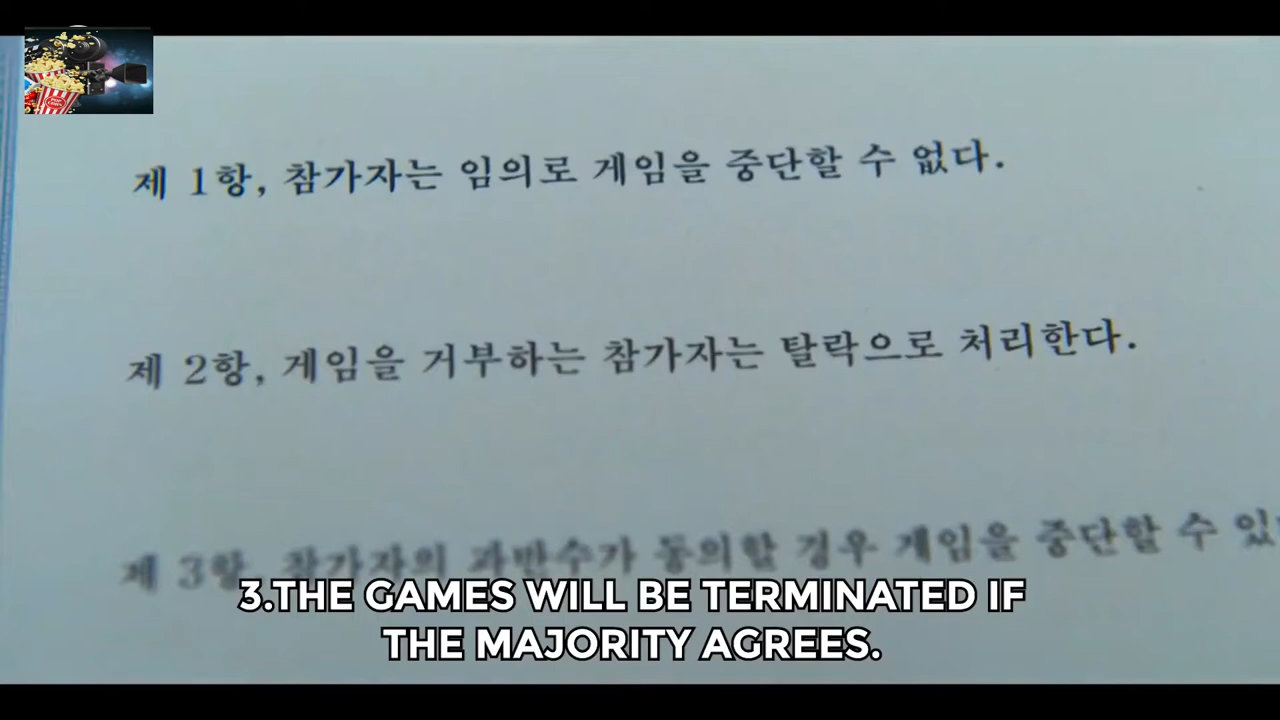 제 1항, 참가자는 임의로 게임을 중단할 수 없다.
제 2항, 게임을 거부하는 참가자는 탈락으로 처리한다.
제 3항, 참가자의 과반수가 동의할 경우 게임을 중단할 수
3.THE GAMES WILL BE TERMINATED IF
THE MAJORITY AGREES.